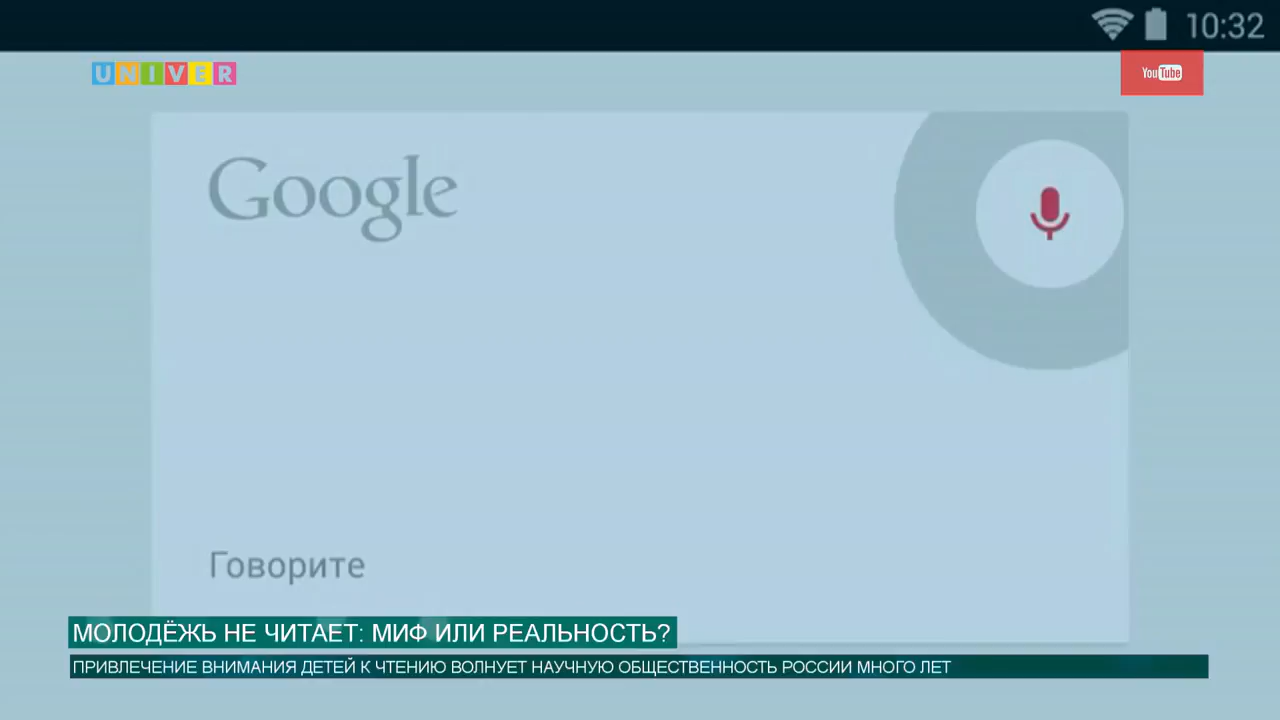 10:32
UNIVER
YouTube
Google
Говорите
МОЛОДЁЖЬ НЕ ЧИТАЕТ: МИФ ИЛИ РЕАЛЬНОСТЬ?
ПРИВЛЕЧЕНИЕ ВНИМАНИЯ ДЕТЕЙ К ЧТЕНИЮ ВОЛНУЕТ НАУЧНУЮ ОБЩЕСТВЕННОСТЬ РОССИИ МНОГО ЛЕТ